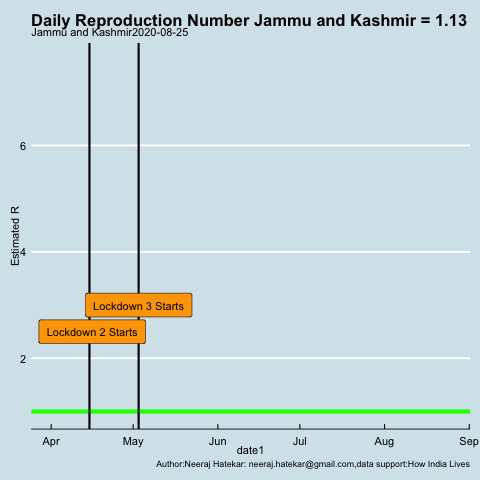 Daily Reproduction Number Jammu and Kashmir = 1.13
Jammu and Kashmir2020-08-25
6
4
2
Estimated R
Lockdown 3 Starts
Lockdown 2 Starts
Apr May Jun Jul Aug Sep
date1
Author:Neeraj Hatekar: neeraj.hatekar@gmail.com,data support:How India Lives